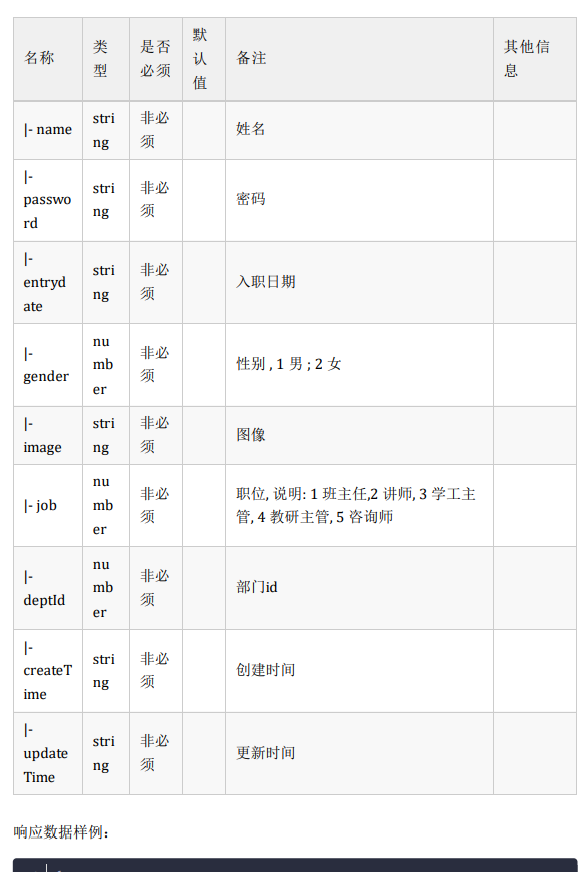 名称 类型 是否必须 默认值 备注 其他信息
|- name string 非必须 姓名
|- password string 非必须 密码
|- entrydate string 非必须 入职日期
|- gender number 非必须 性别 , 1 男 ; 2 女
|- image string 非必须 图像
|- job number 非必须 职位, 说明: 1 班主任,2 讲师, 3 学工主管, 4 教研主管, 5 咨询师
|- deptId number 非必须 部门id
|- createTime string 非必须 创建时间
|- updateTime string 非必须 更新时间
响应数据样例：